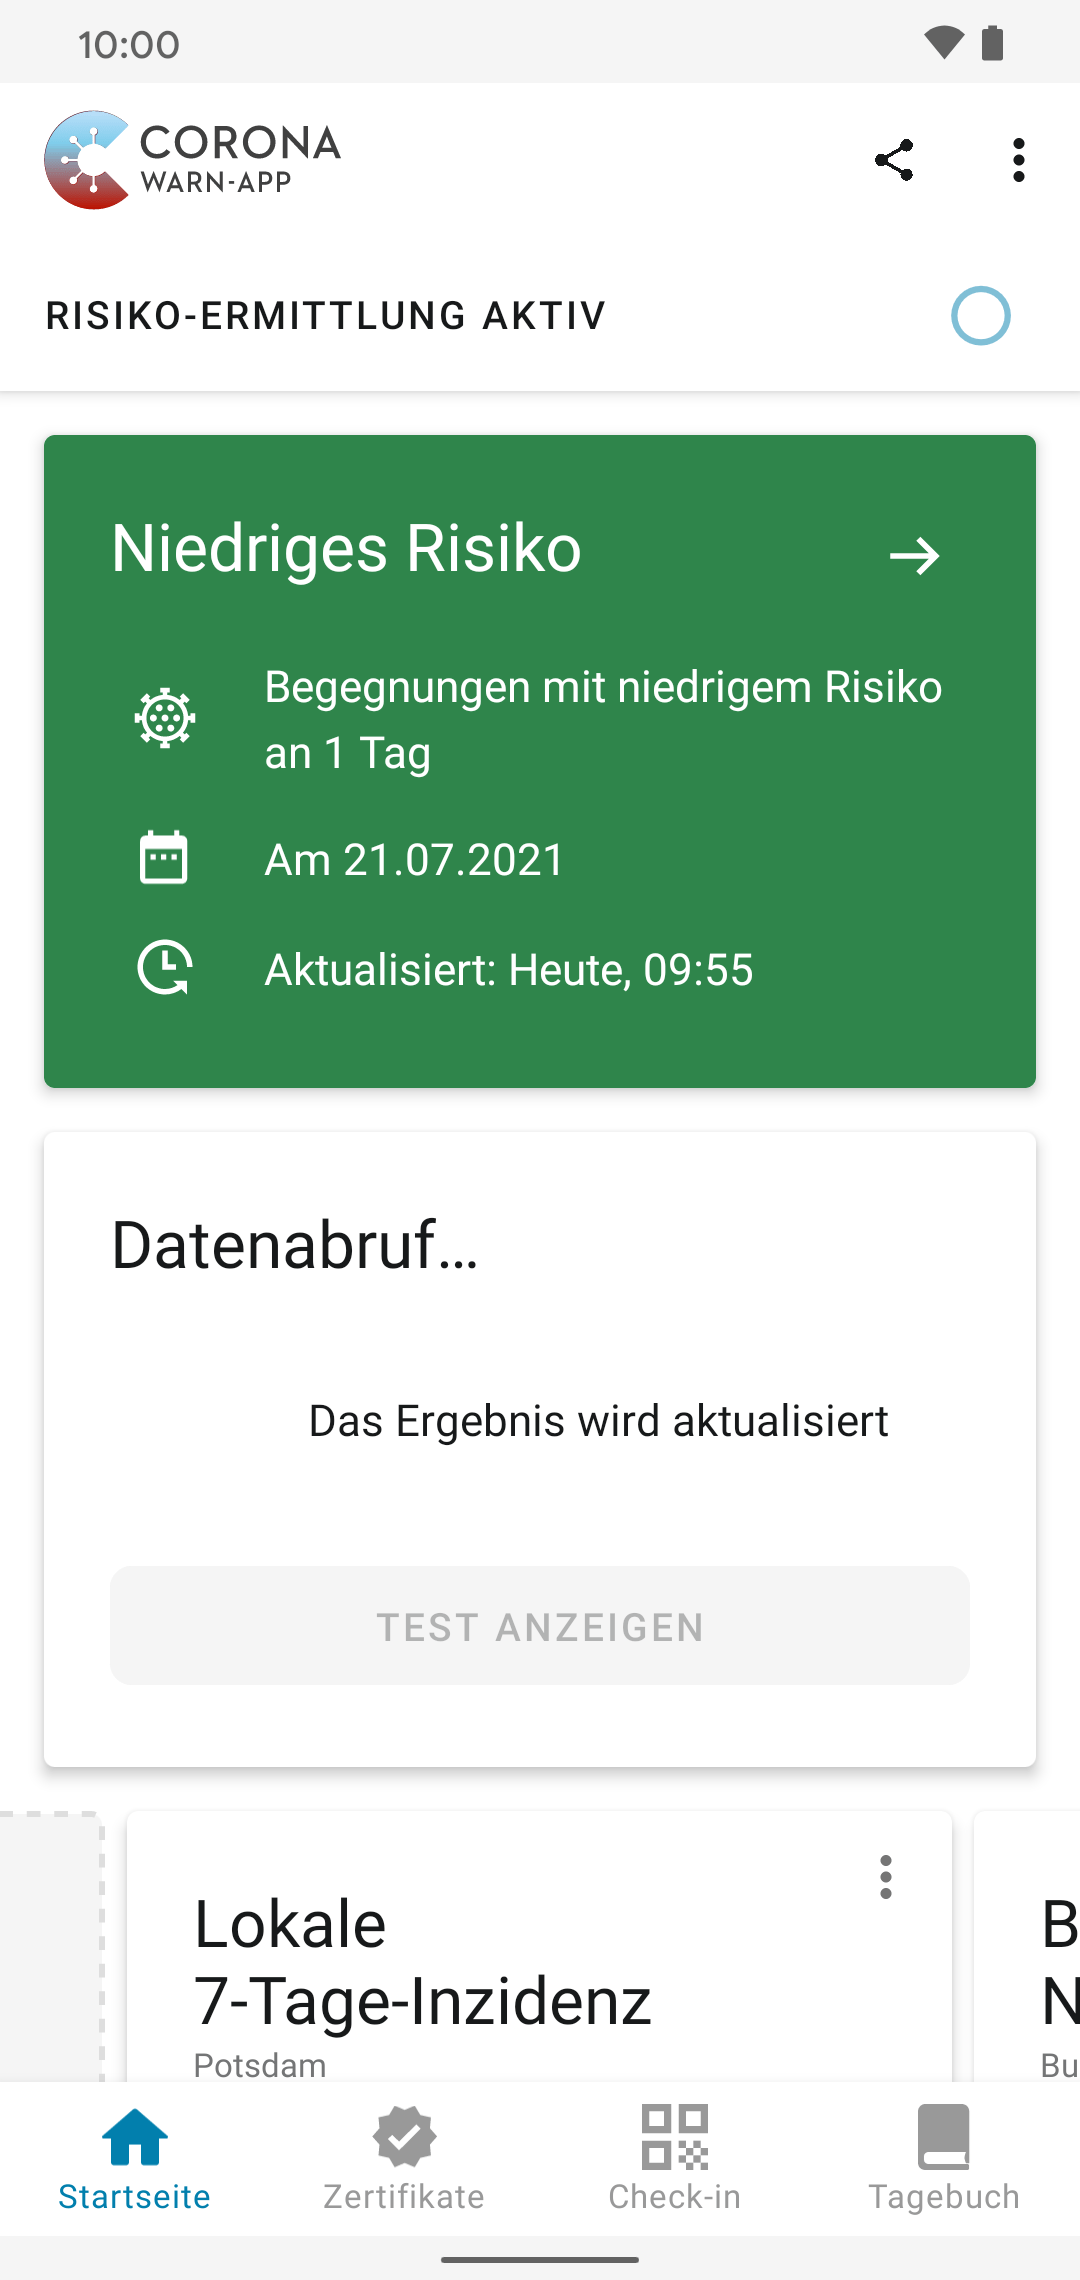 10:00
CORONA
WARN-APP
RISIKO-ERMITTLUNG AKTIV
Niedriges Risiko
Begegnungen mit niedrigem Risiko
an 1 Tag
Am 21.07.2021
Aktualisiert: Heute, 09:55
Datenabruf...
Das Ergebnis wird aktualisiert
TEST ANZEIGEN
Lokale
7-Tage-Inzidenz
Potsdam
B
N
Bu
Startseite
Zertifikate
Check-in
Tagebuch